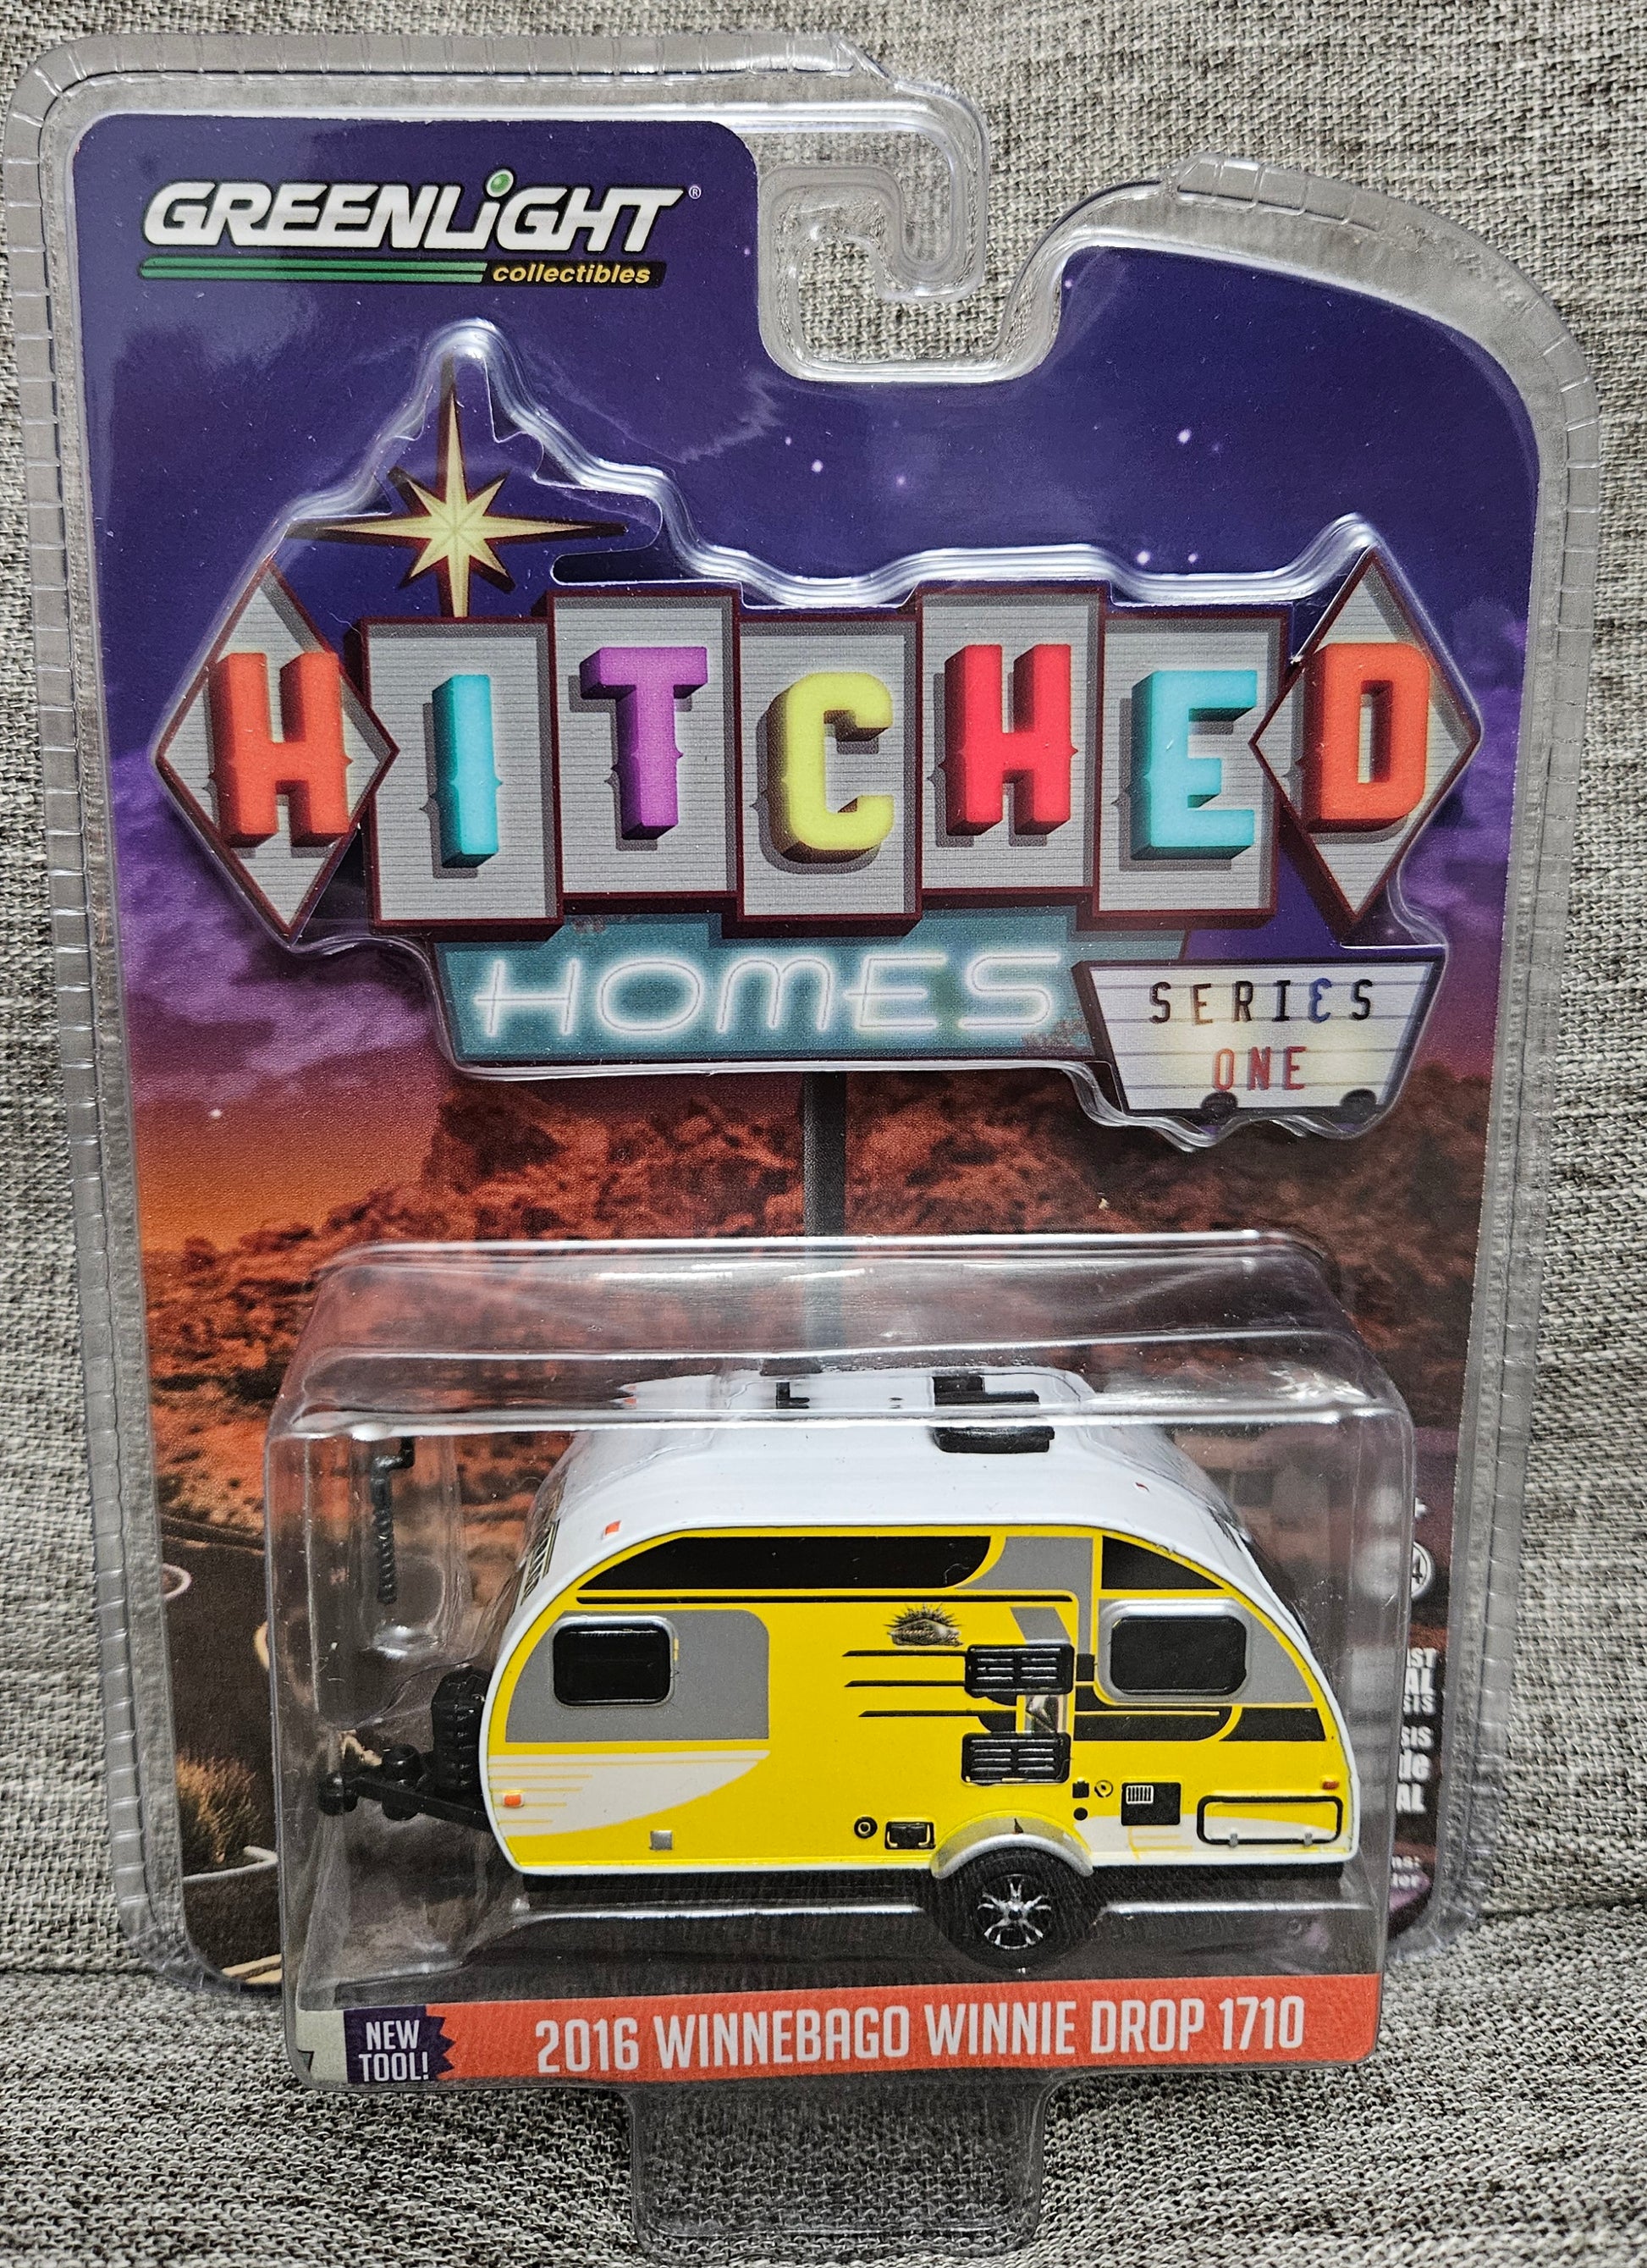 GREENLiGHT®
collectibles
HITCHED
HOMES
SERIES
ONE
NEW
TOOL!
2016 WINNEBAGO WINNIE DROP 1710